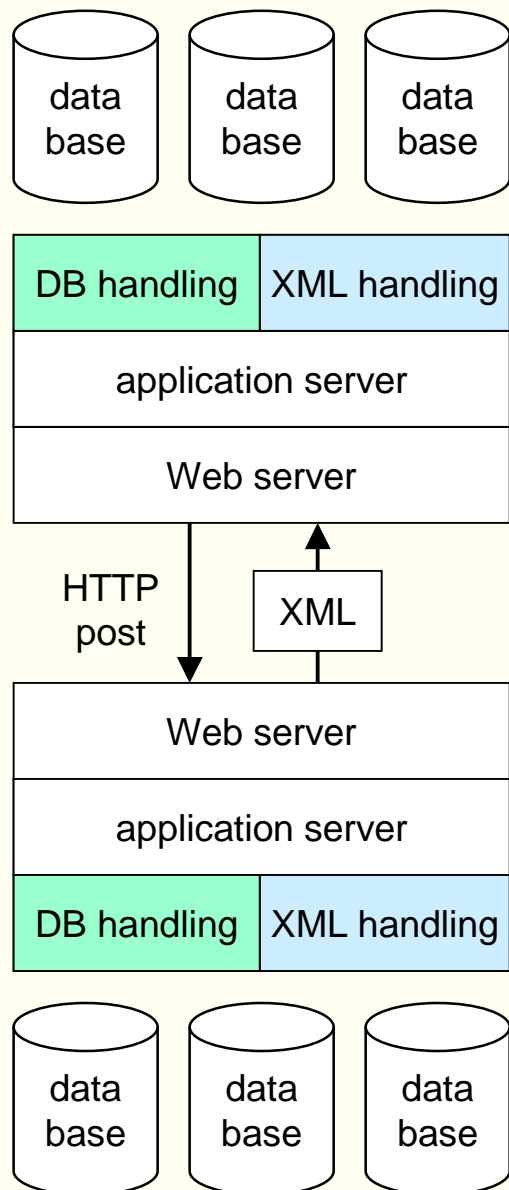 data
base
data
base
data
base
DB handling
XML handling
application server
Web server
HTTP
post
XML
Web server
application server
DB handling
XML handling
data
base
data
base
data
base